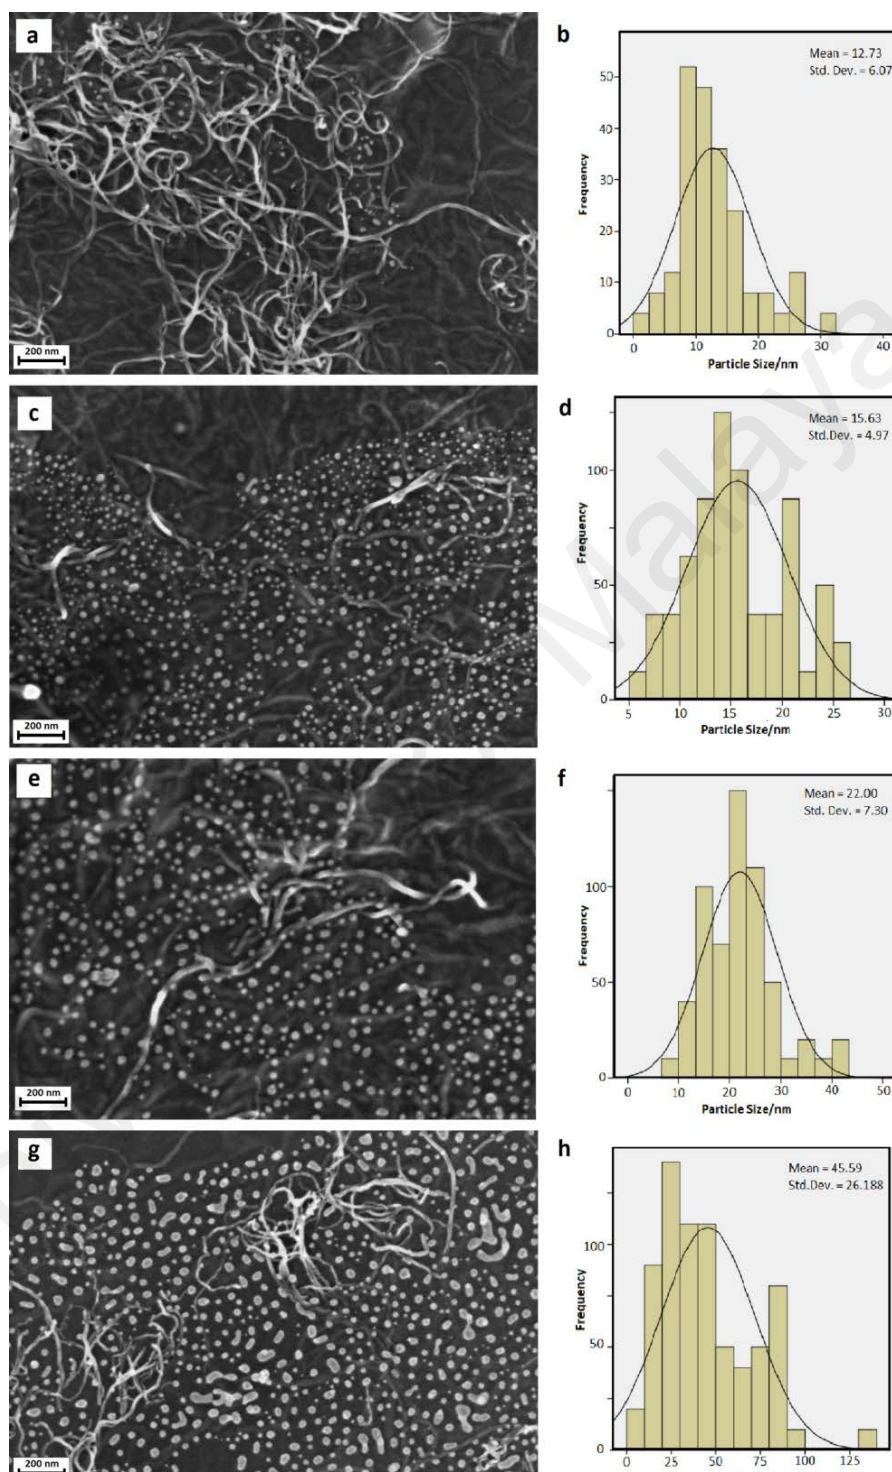 a
200 nm
b
Mean = 12.73
Std. Dev. = 6.07
Frequency
50
40
30
20
10
0
0 10 20 30 40
Particle Size/nm
c
200 nm
d
Mean = 15.63
Std.Dev. = 4.97
Frequency
100
50
0
5 10 15 20 25 30
Particle Size/nm
e
200 nm
f
Mean = 22.00
Std. Dev. = 7.30
Frequency
100
50
0
0 10 20 30 40 50
Particle Size/nm
g
200 nm
h
Mean = 45.59
Std.Dev. = 26.188
Frequency
100
50
0
0 25 50 75 100 125
Malaya